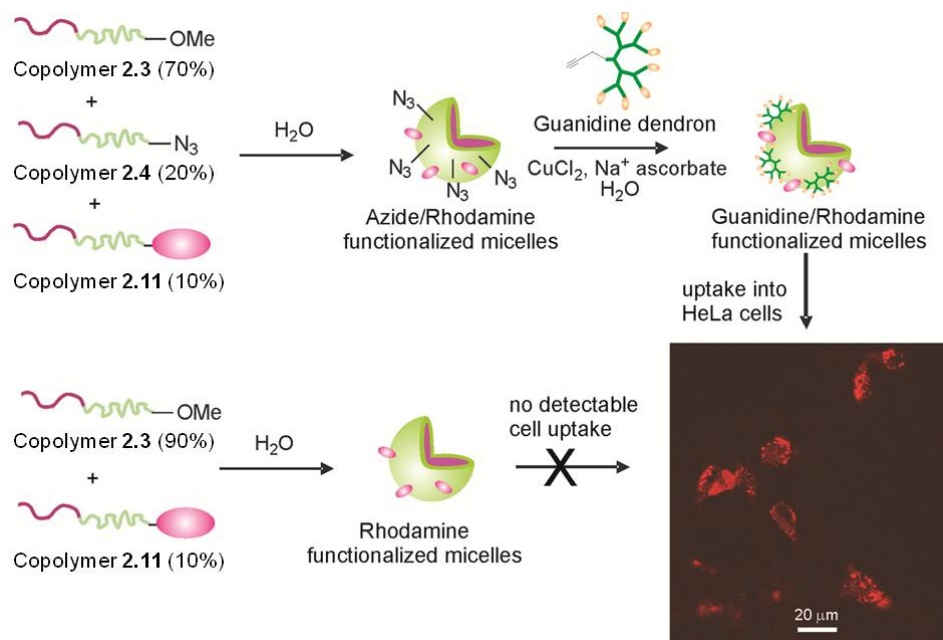 OMe
Copolymer 2.3 (70%)
+
N3
Copolymer 2.4 (20%)
+
Copolymer 2.11 (10%)
H2O
N3
N3
N3
N3
Azide/Rhodamine
functionalized micelles
Guanidine dendron
CuCl2, Na+ ascorbate
H2O
Guanidine/Rhodamine
functionalized micelles
uptake into
HeLa cells
OMe
Copolymer 2.3 (90%)
+
Copolymer 2.11 (10%)
H2O
Rhodamine
functionalized micelles
no detectable
cell uptake
X
20 μm